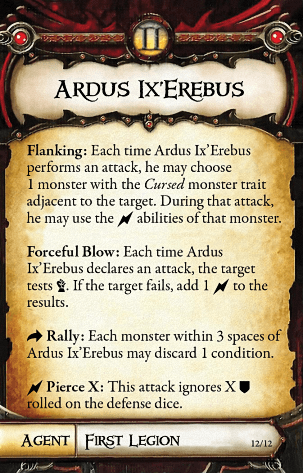 II
Ardus Ix'Erebus
Flanking: Each time Ardus Ix'Erebus
performs an attack, he may choose
1 monster with the Cursed monster trait
adjacent to the target. During that attack,
he may use the abilities of that monster.
Forceful Blow: Each time Ardus
Ix'Erebus declares an attack, the target
tests . If the target fails, add 1 to the
results.
Rally: Each monster within 3 spaces of
Ardus Ix'Erebus may discard 1 condition.
Pierce X: This attack ignores X
rolled on the defense dice.
Agent First Legion 12/12